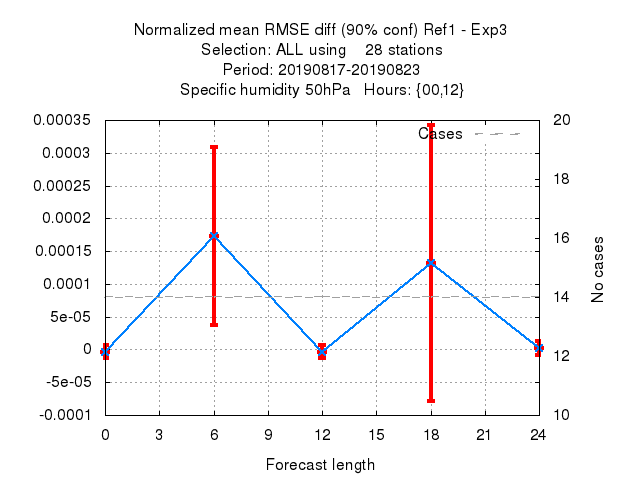 Normalized mean RMSE diff (90% conf) Ref1 - Exp3
Selection: ALL using    28 stations
Period: 20190817-20190823
Specific humidity 50hPa   Hours: {00,12}
Cases
0.00035
0.0003
0.00025
0.0002
0.00015
0.0001
5e-05
0
-5e-05
-0.0001
20
18
16
14
12
10
No cases
0 3 6 9 12 15 18 21 24
Forecast length